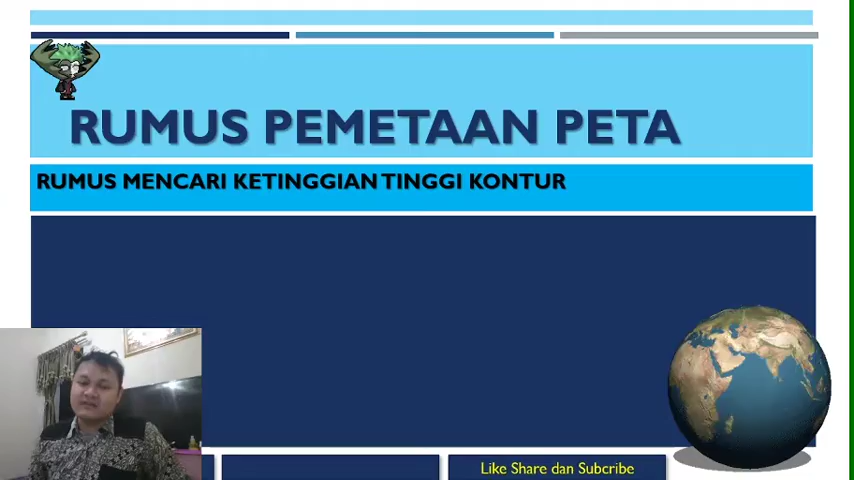 RUMUS PEMETAAN PETA
RUMUS MENCARI KETINGGIAN TINGGI KONTUR
Like Share dan Subcribe